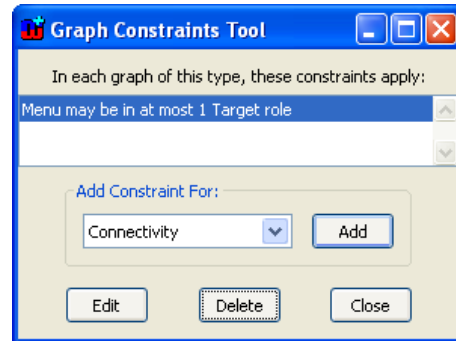 Graph Constraints Tool
In each graph of this type, these constraints apply:
Menu may be in at most 1 Target role
Add Constraint For:
Connectivity
Add
Edit
Delete
Close